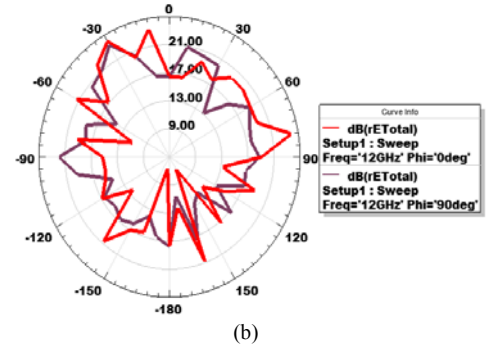 0
-30
30
21.00
17.00
-60
60
13.00
9.00
-90
90
-120
120
-150
150
-180
Curve Info
dB(rETotal)
Setup1 : Sweep
Freq='12GHz' Phi='0deg'
dB(rETotal)
Setup1 : Sweep
Freq='12GHz' Phi='90deg'
(b)